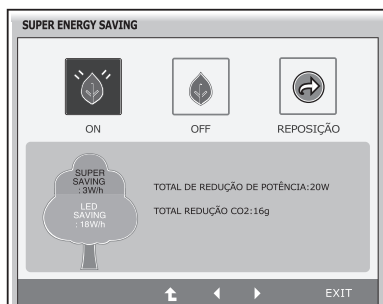 SUPER ENERGY SAVING
ON
OFF
REPOSIÇÃO
SUPER
SAVING
: 3W/h
LED
SAVING
: 18W/h
TOTAL DE REDUÇÃO DE POTÊNCIA:20W
TOTAL REDUÇÃO CO2:16g
EXIT